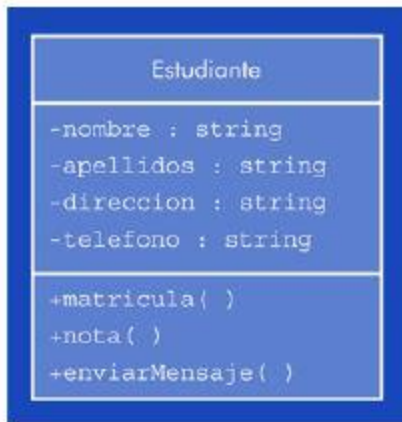 Estudiante
-nombre : string
-apellidos : string
-direccion : string
-telefono : string
+matricula( )
+nota( )
+enviarMensaje( )